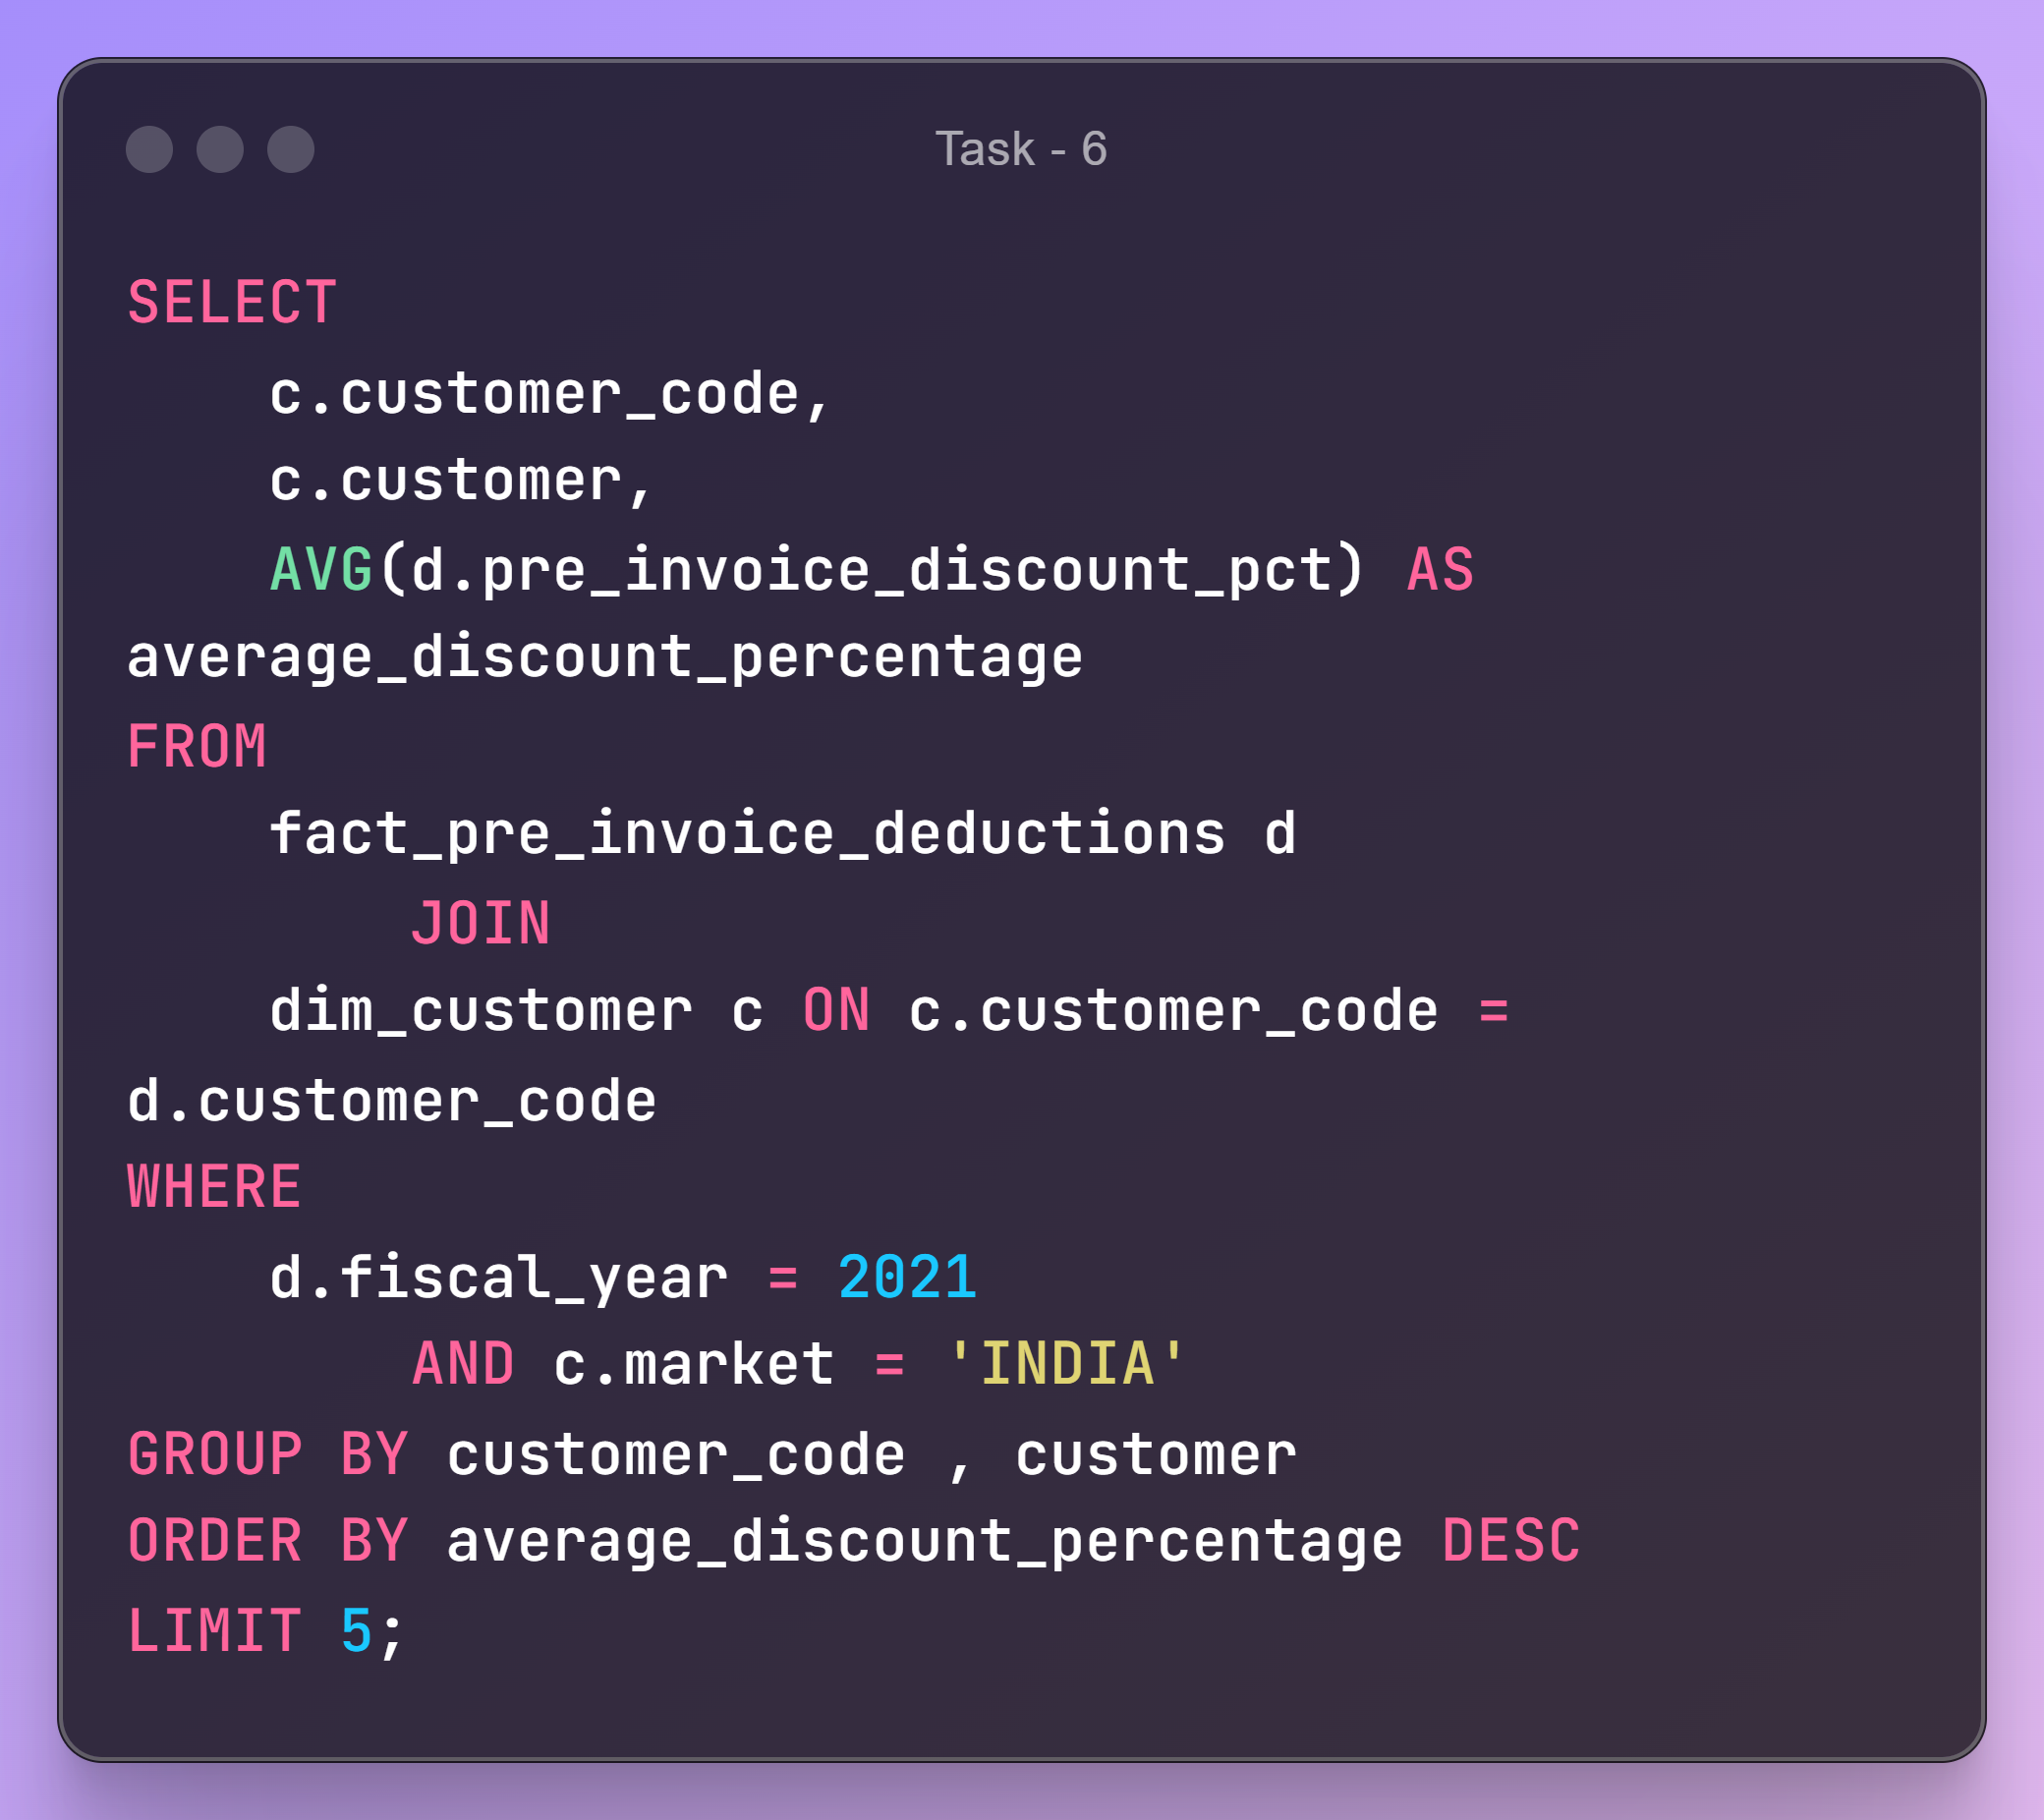 Task - 6
SELECT
    c.customer_code,
    c.customer,
    AVG(d.pre_invoice_discount_pct) AS
average_discount_percentage
FROM
    fact_pre_invoice_deductions d
        JOIN
    dim_customer c ON c.customer_code =
d.customer_code
WHERE
    d.fiscal_year = 2021
        AND c.market = 'INDIA'
GROUP BY customer_code , customer
ORDER BY average_discount_percentage DESC
LIMIT 5;